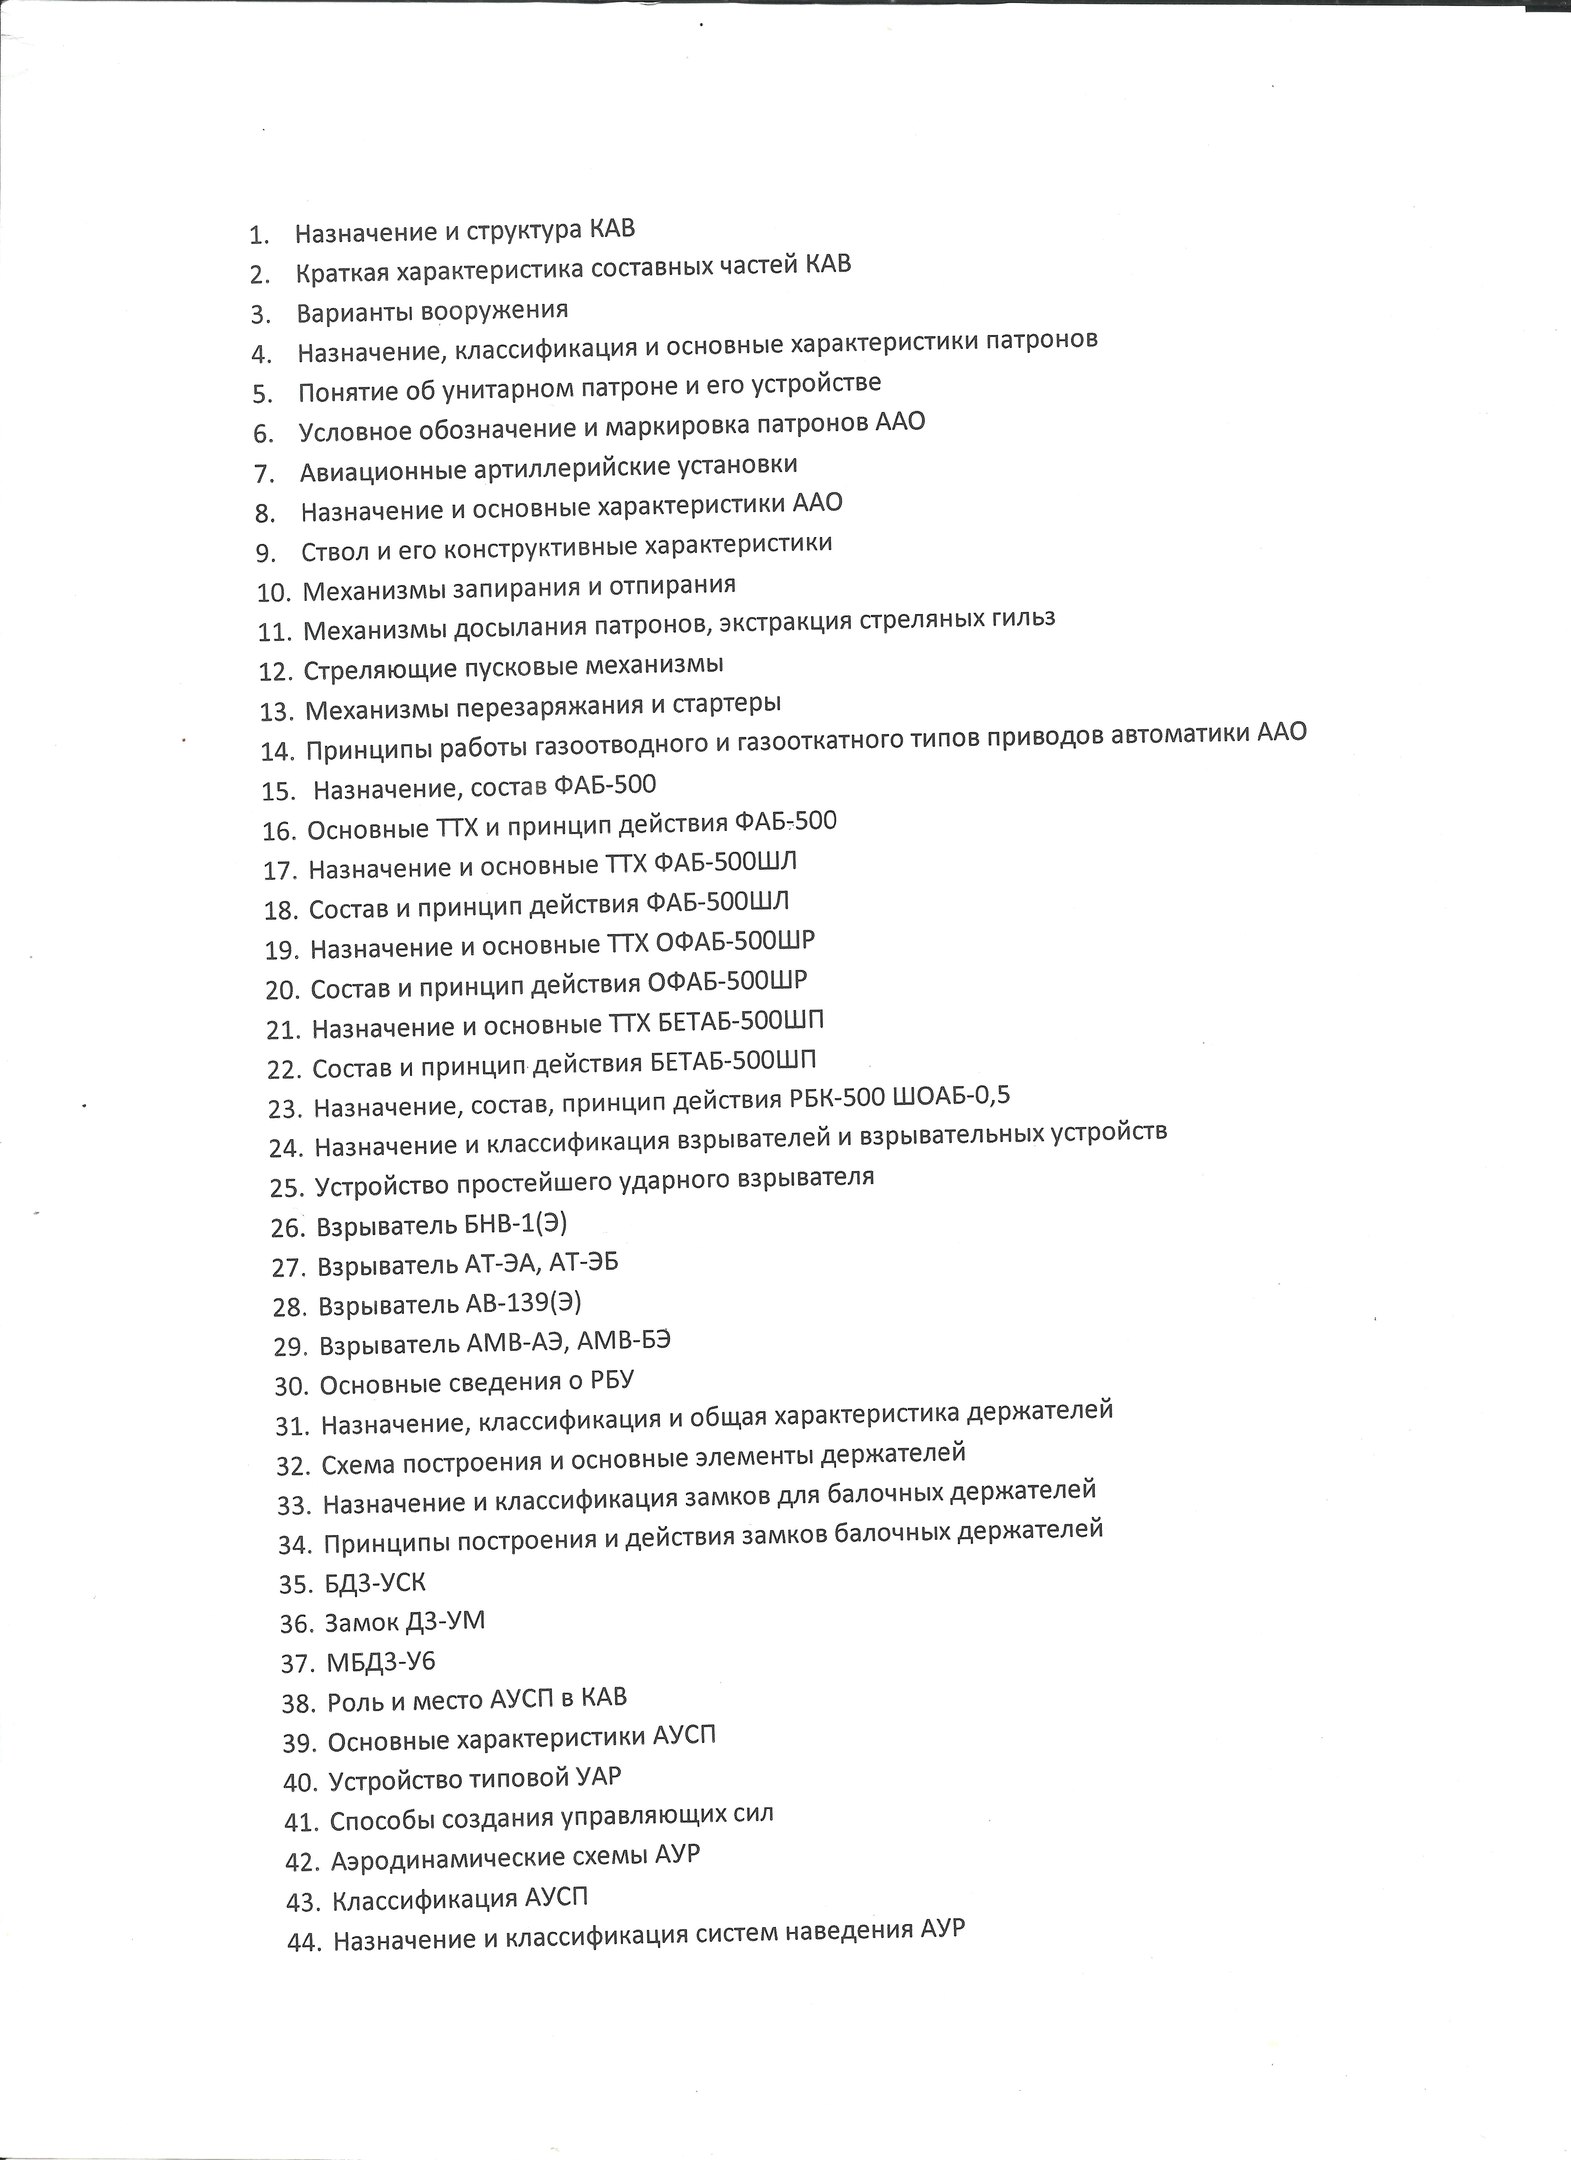 1. Назначение и структура КАВ
2. Краткая характеристика составных частей КАВ
3. Варианты вооружения
4. Назначение, классификация и основные характеристики патронов
5. Понятие об унитарном патроне и его устройстве
6. Условное обозначение и маркировка патронов ААО
7. Авиационные артиллерийские установки
8. Назначение и основные характеристики ААО
9. Ствол и его конструктивные характеристики
10. Механизмы запирания и отпирания
11. Механизмы досылания патронов, экстракция стреляных гильз
12. Стреляющие пусковые механизмы
13. Механизмы перезаряжания и стартеры
14. Принципы работы газоотводного и газооткатного типов приводов автоматики ААО
15. Назначение, состав ФАБ-500
16. Основные ТТХ и принцип действия ФАБ-500
17. Назначение и основные ТТХ ФАБ-500ШЛ
18. Состав и принцип действия ФАБ-500ШЛ
19. Назначение и основные ТТХ ОФАБ-500ШР
20. Состав и принцип действия ОФАБ-500ШР
21. Назначение и основные ТТХ БЕТАБ-500ШП
22. Состав и принцип действия БЕТАБ-500ШП
23. Назначение, состав, принцип действия РБК-500 ШОАБ-0,5
24. Назначение и классификация взрывателей и взрывательных устройств
25. Устройство простейшего ударного взрывателя
26. Взрыватель БНВ-1(Э)
27. Взрыватель АТ-ЭА, АТ-ЭБ
28. Взрыватель АВ-139(Э)
29. Взрыватель АМВ-АЭ, АМВ-БЭ
30. Основные сведения о РБУ
31. Назначение, классификация и общая характеристика держателей
32. Схема построения и основные элементы держателей
33. Назначение и классификация замков для балочных держателей
34. Принципы построения и действия замков балочных держателей
35. БД3-УСК
36. Замок Д3-УМ
37. МБД3-У6
38. Роль и место АУСП в КАВ
39. Основные характеристики АУСП
40. Устройство типовой УАР
41. Способы создания управляющих сил
42. Аэродинамические схемы АУР
43. Классификация АУСП
44. Назначение и классификация систем наведения АУР